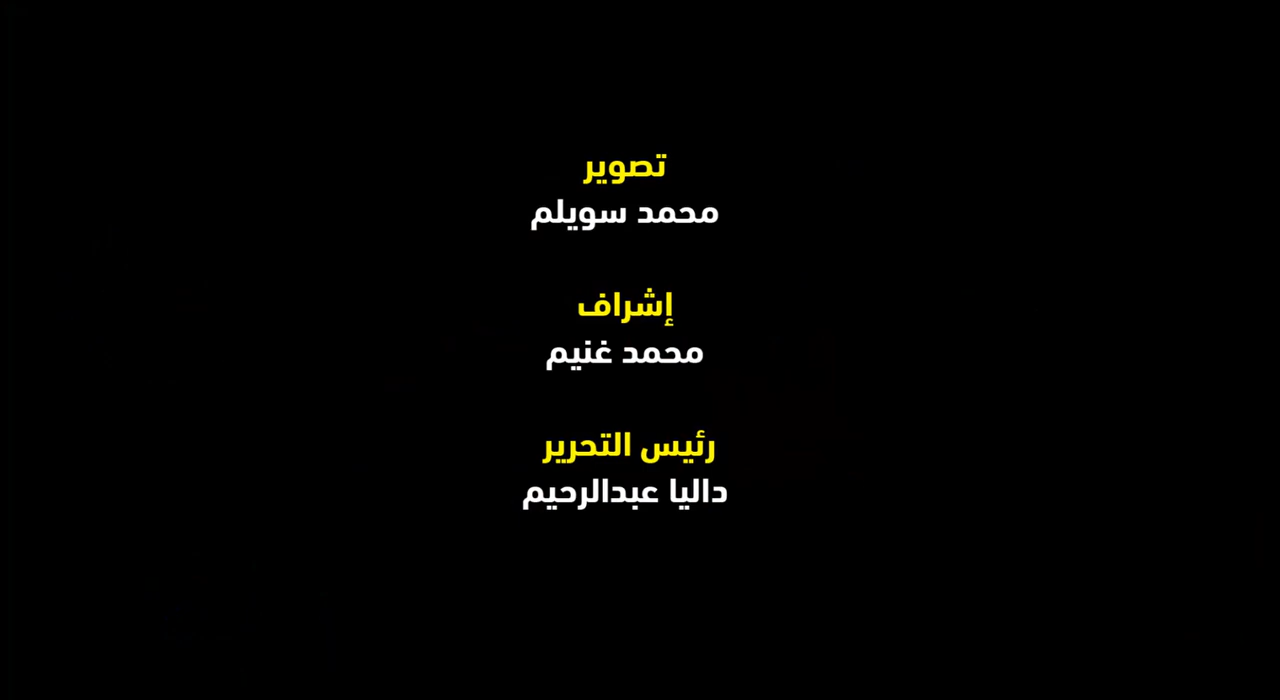 تصوير
محمد سويلم
إشراف
محمد غنيم
رئيس التحرير
داليا عبدالرحيم